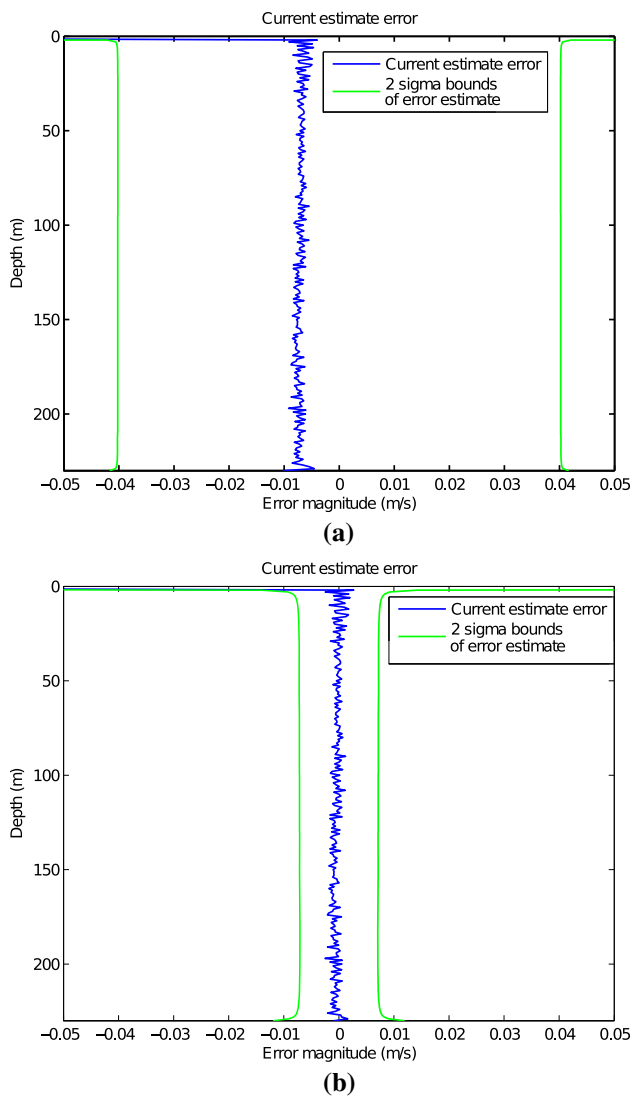 Current estimate error
0
50
100
150
200
Depth (m)
Current estimate error
2 sigma bounds
of error estimate
−0.05 −0.04 −0.03 −0.02 −0.01 0 0.01 0.02 0.03 0.04 0.05
Error magnitude (m/s)
(a)
Current estimate error
0
50
100
150
200
Depth (m)
Current estimate error
2 sigma bounds
of error estimate
−0.05 −0.04 −0.03 −0.02 −0.01 0 0.01 0.02 0.03 0.04 0.05
Error magnitude (m/s)
(b)